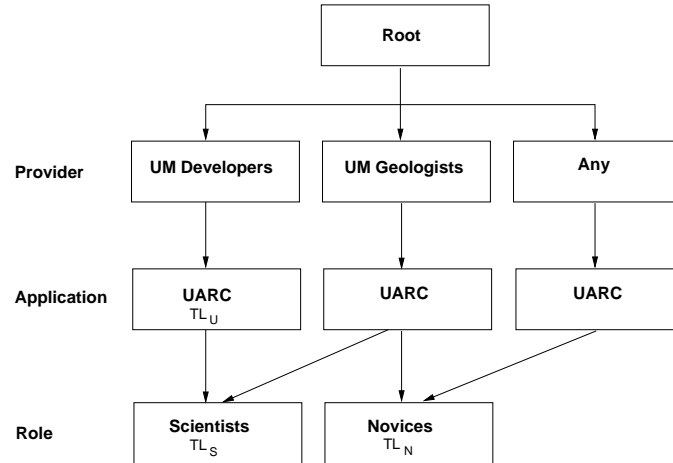 Root
Provider
UM Developers
UM Geologists
Any
Application
UARC
TL U
UARC
UARC
Role
Scientists
TL S
Novices
TL N